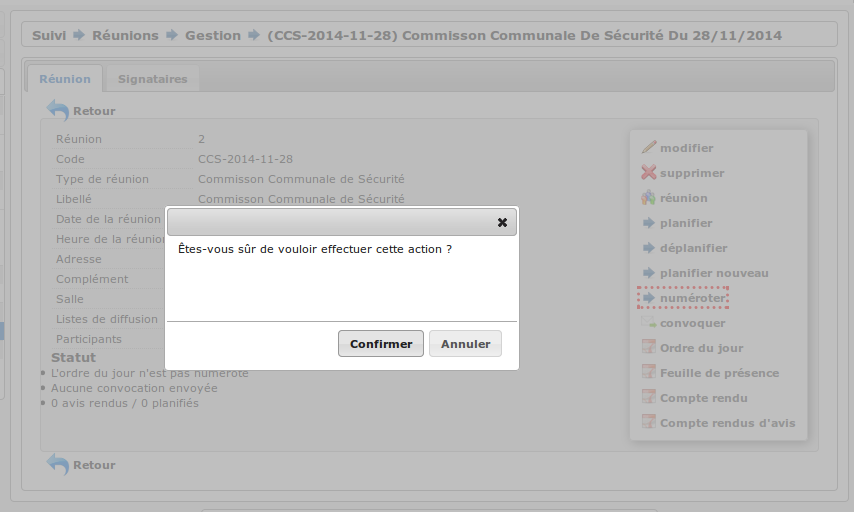 Suivi Réunions Gestion (CCS-2014-11-28) Commisson Communale De Sécurité Du 28/11/2014
Réunion Signataires
Retour
Réunion 2
Code CCS-2014-11-28
Type de réunion Commisson Communale de Sécurité
Libellé Commisson Communale de Sécurité
Date de la réunion
Heure de la réunion
Adresse
Complément
Salle
Listes de diffusion
Participants
Statut
L'ordre du jour n'est pas numéroté
Aucune convocation envoyée
0 avis rendus / 0 planifiés
modifier
supprimer
réunion
planifier
déplanifier
planifier nouveau
numéroter
convoquer
Ordre du jour
Feuille de présence
Compte rendu
Compte rendus d'avis
Êtes-vous sûr de vouloir effectuer cette action ?
Confirmer Annuler
Retour